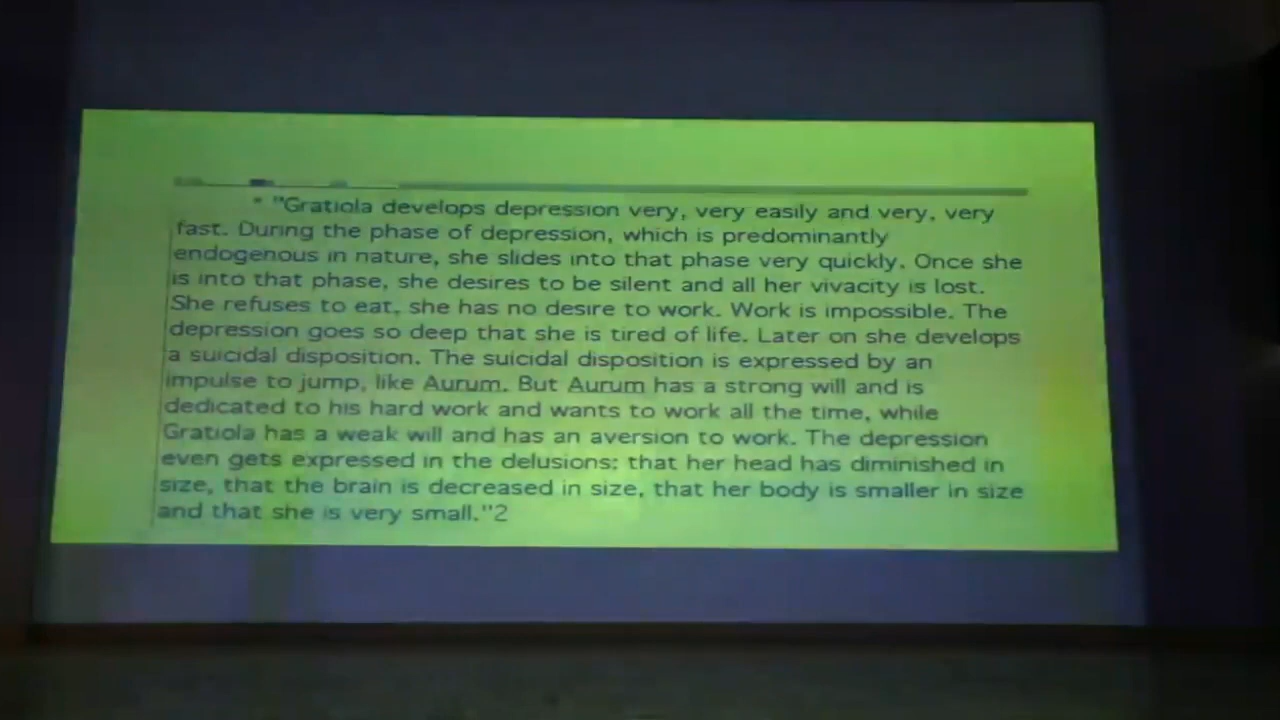 * "Gratiola develops depression very, very easily and very, very
fast. During the phase of depression, which is predominantly
endogenous in nature, she slides into that phase very quickly. Once she
is into that phase, she desires to be silent and all her vivacity is lost.
She refuses to eat, she has no desire to work. Work is impossible. The
depression goes so deep that she is tired of life. Later on she develops
a suicidal disposition. The suicidal disposition is expressed by an
impulse to jump, like Aurum. But Aurum has a strong will and is
dedicated to his hard work and wants to work all the time, while
Gratiola has a weak will and has an aversion to work. The depression
even gets expressed in the delusions: that her head has diminished in
size, that the brain is decreased in size, that her body is smaller in size
and that she is very small."2